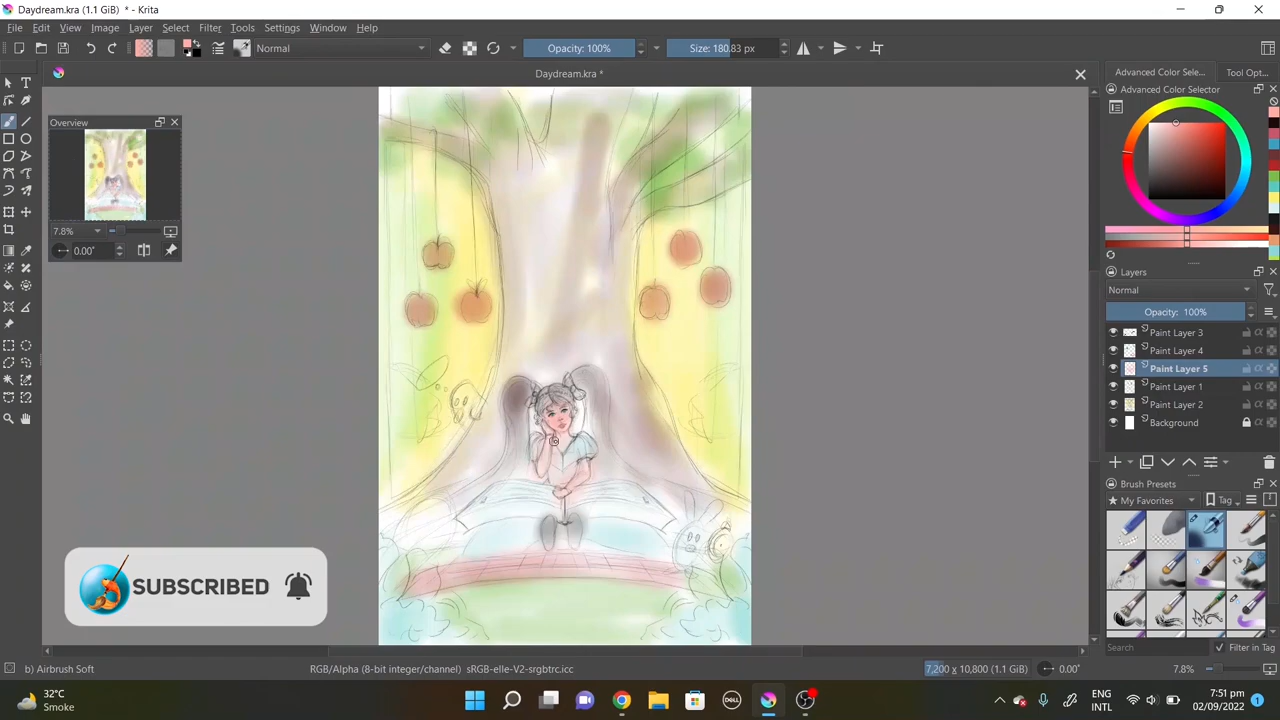 Daydream.kra (1.1 GiB) * - Krita
File Edit View Image Layer Select Filter Tools Settings Window Help
Normal Opacity: 100% Size: 180.83 px
Daydream.kra *
Advanced Color Sele... Tool Opt...
Advanced Color Selector
Overview
7.8%
0.00°
Layers
Normal
Opacity: 100%
Paint Layer 3
Paint Layer 4
Paint Layer 5
Paint Layer 1
Paint Layer 2
Background
Brush Presets
My Favorites Tag
SUBSCRIBED
Search Filter in Tag
b) Airbrush Soft RGB/Alpha (8-bit integer/channel) sRGB-elle-V2-srgbtrc.icc 7,200 x 10,800 (1.1 GiB) 0.00° 7.8%
32°C
Smoke
DELL
ENG
INTL
7:51 pm
02/09/2022
1